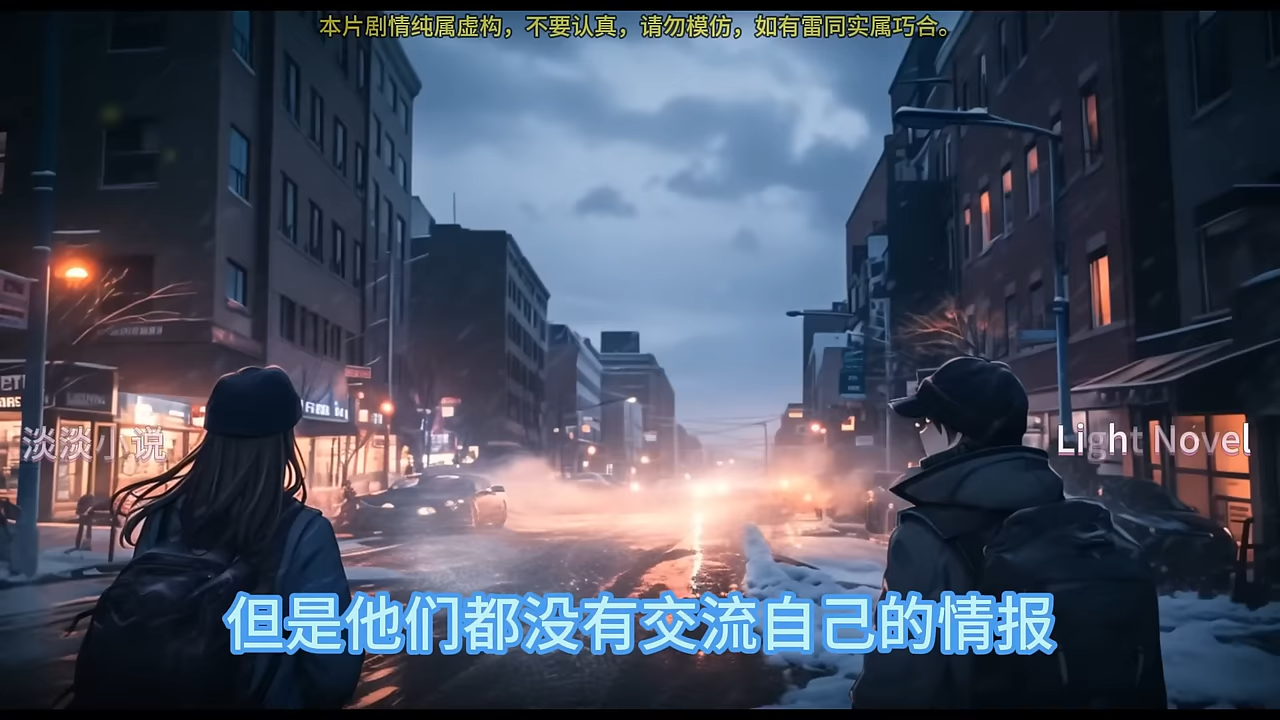 本片剧情纯属虚构，不要认真，请勿模仿，如有雷同实属巧合。
淡淡小说
Light Novel
但是他们都没有交流自己的情报